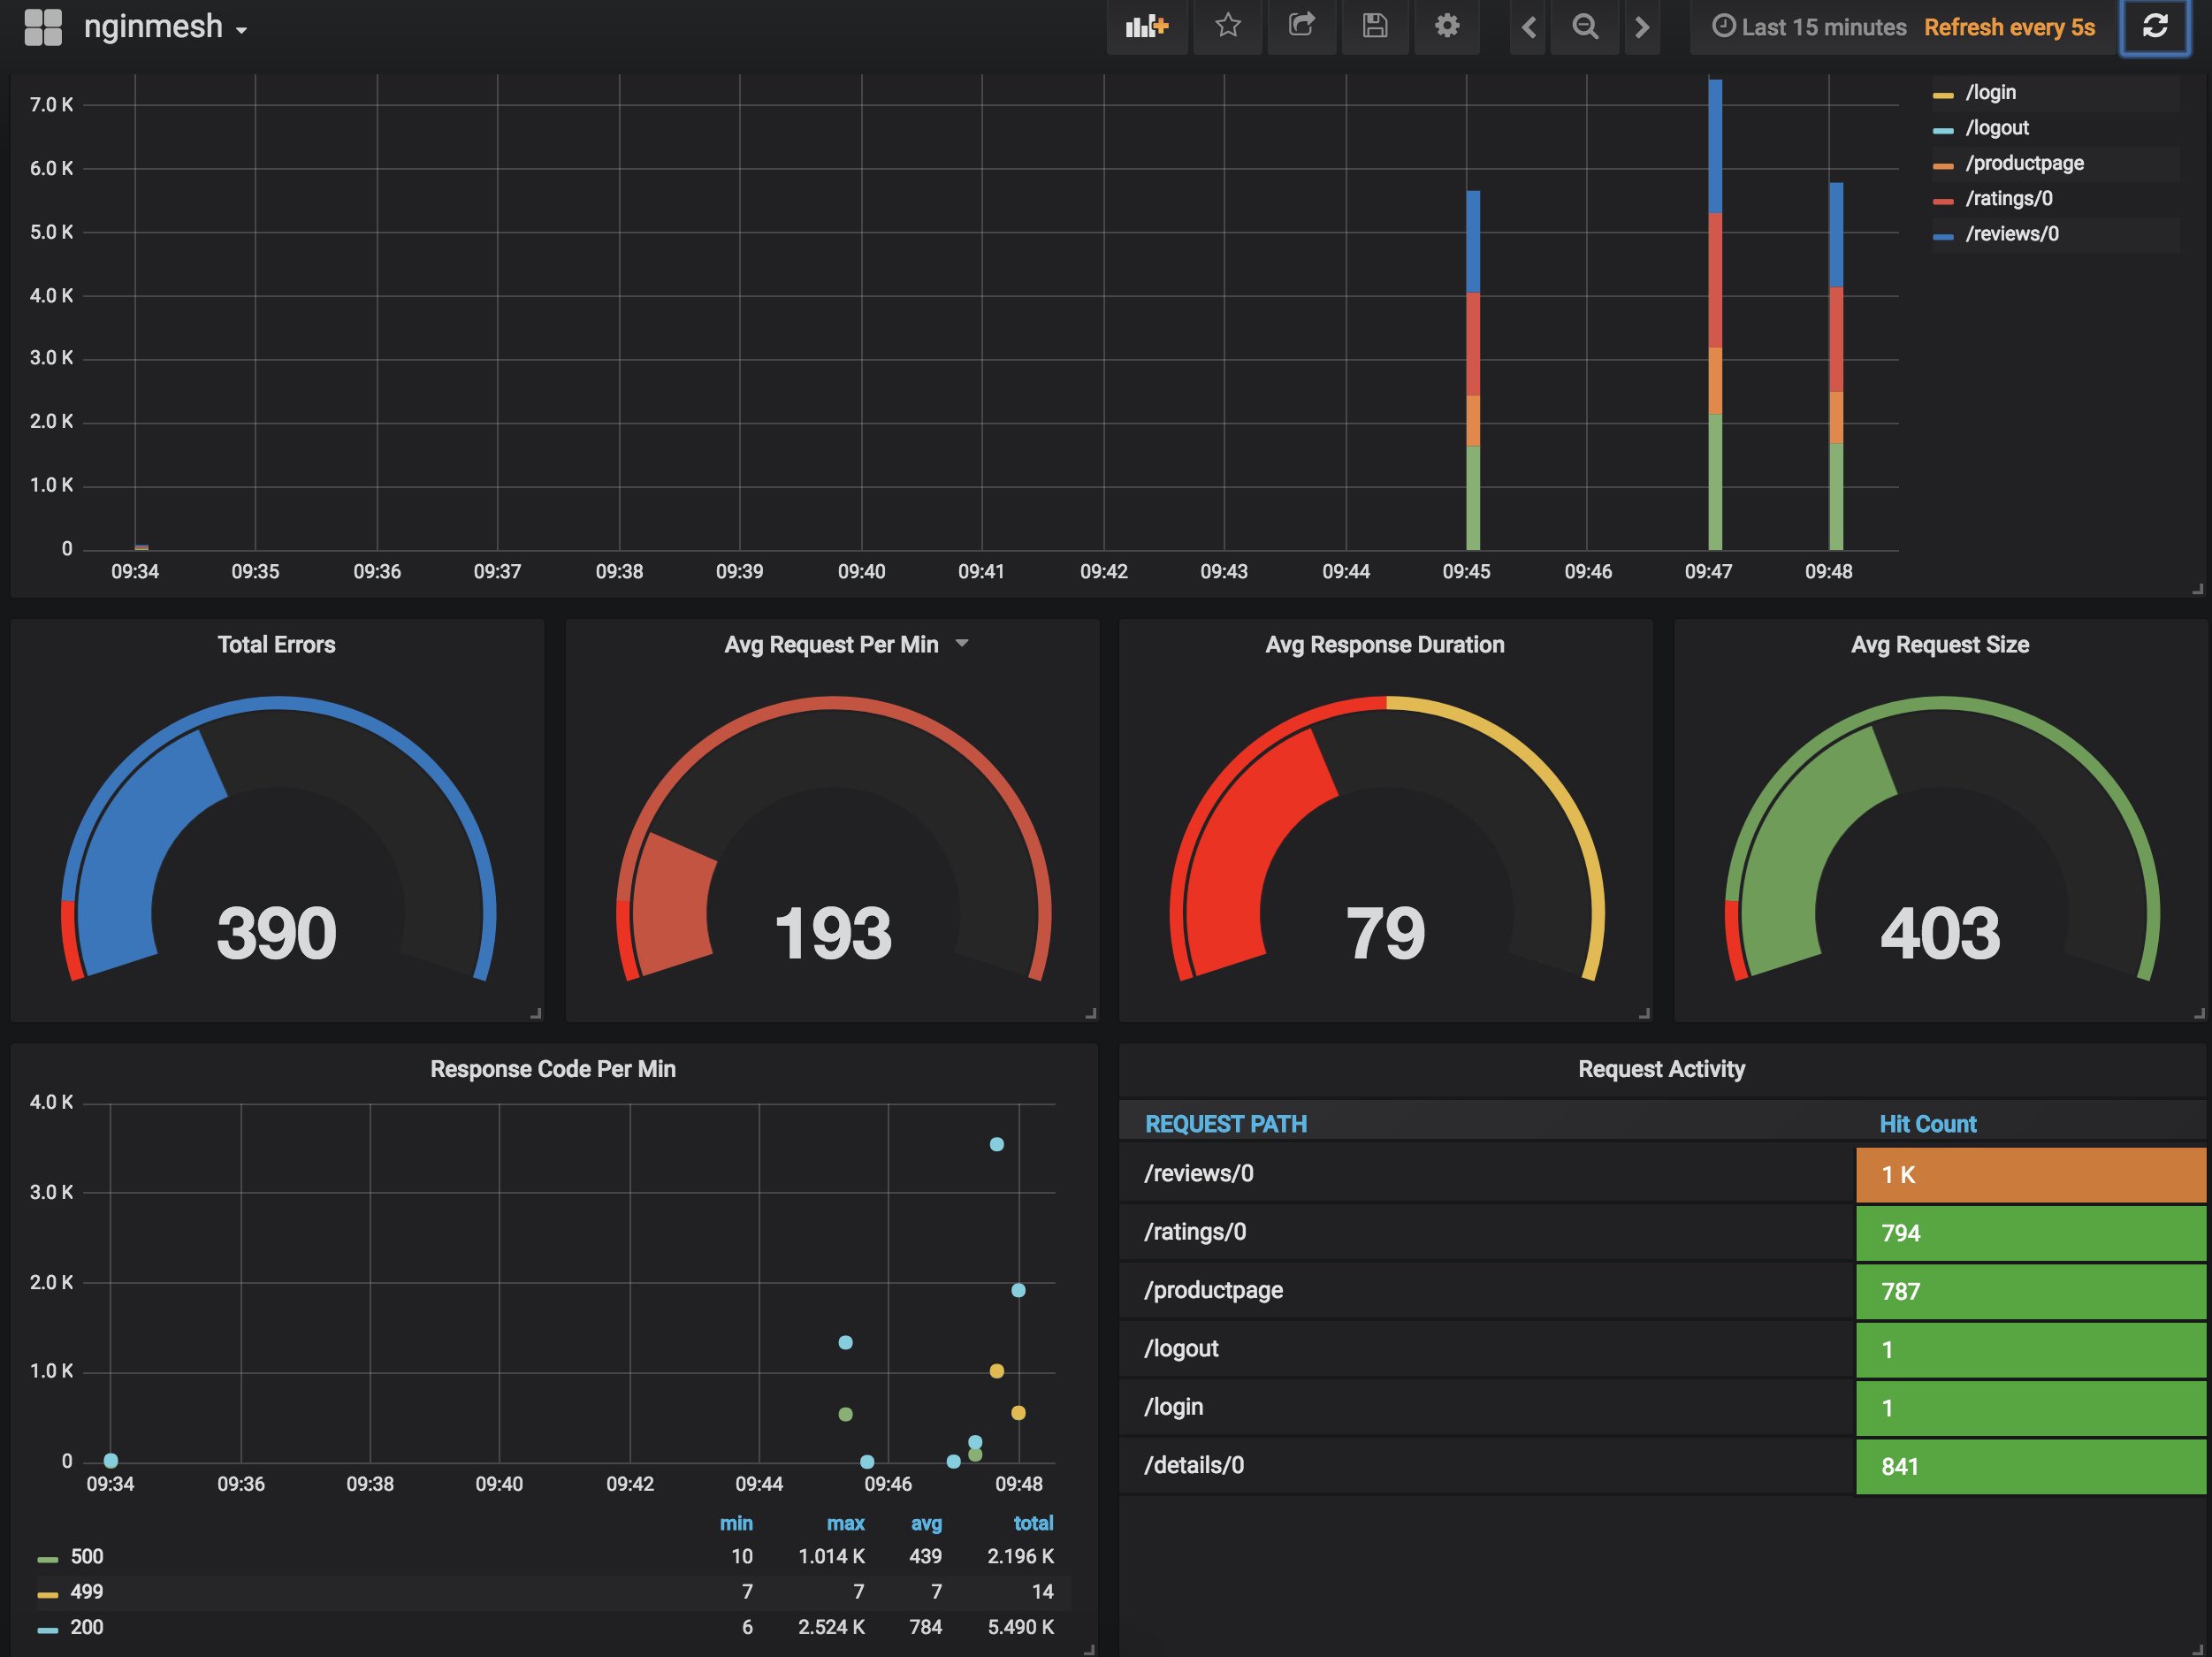 nginmesh
Last 15 minutes Refresh every 5s
7.0 K
6.0 K
5.0 K
4.0 K
3.0 K
2.0 K
1.0 K
0
09:34 09:35 09:36 09:37 09:38 09:39 09:40 09:41 09:42 09:43 09:44 09:45 09:46 09:47 09:48
/login
/logout
/productpage
/ratings/0
/reviews/0
Total Errors
390
Avg Request Per Min
193
Avg Response Duration
79
Avg Request Size
403
Response Code Per Min
4.0 K
3.0 K
2.0 K
1.0 K
0
09:34 09:36 09:38 09:40 09:42 09:44 09:46 09:48
min max avg total
500 10 1.014 K 439 2.196 K
499 7 7 7 14
200 6 2.524 K 784 5.490 K
Request Activity
REQUEST PATH Hit Count
/reviews/0 1 K
/ratings/0 794
/productpage 787
/logout 1
/login 1
/details/0 841